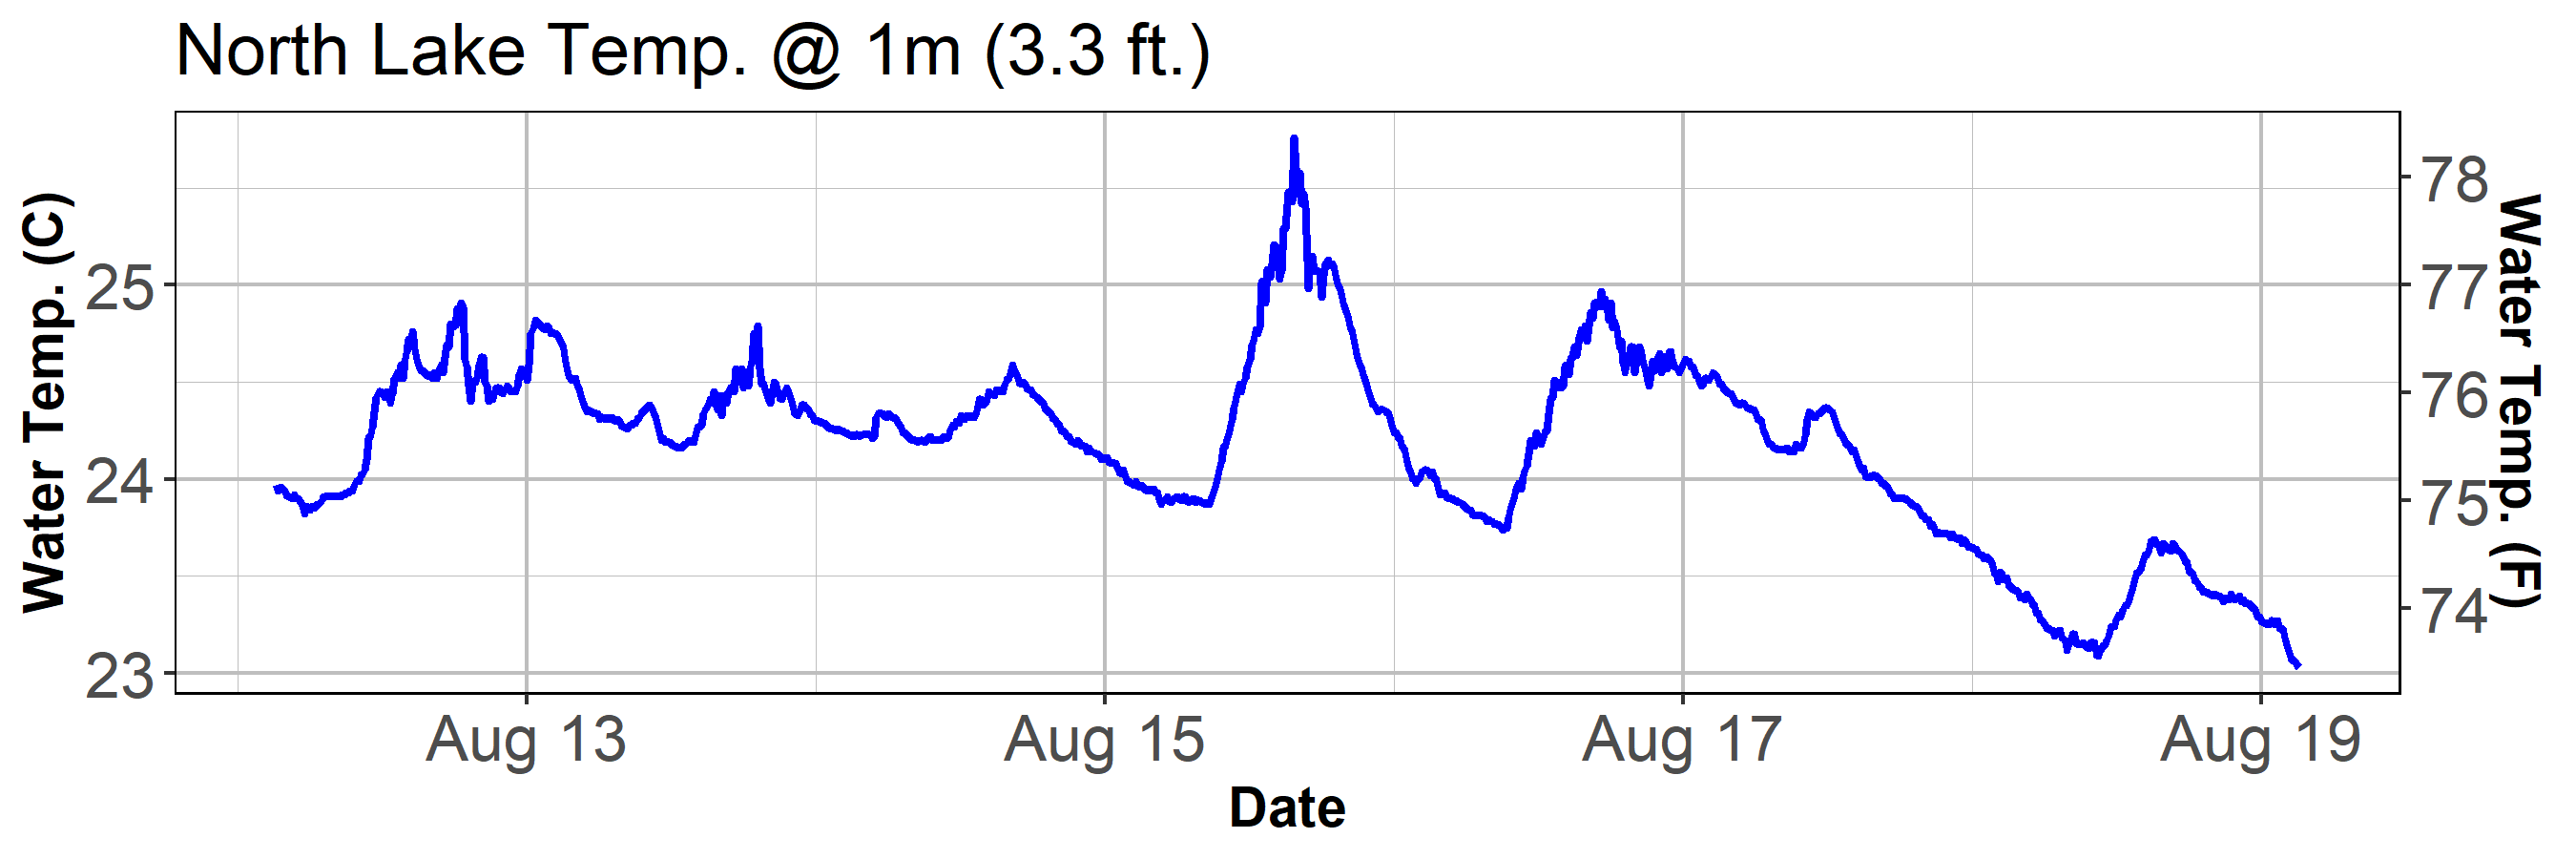 North Lake Temp. @ 1m (3.3 ft.)
Water Temp. (C)
25
24
23
78
77
76
75
74
Water Temp. (F)
Aug 13 Aug 15 Aug 17 Aug 19
Date